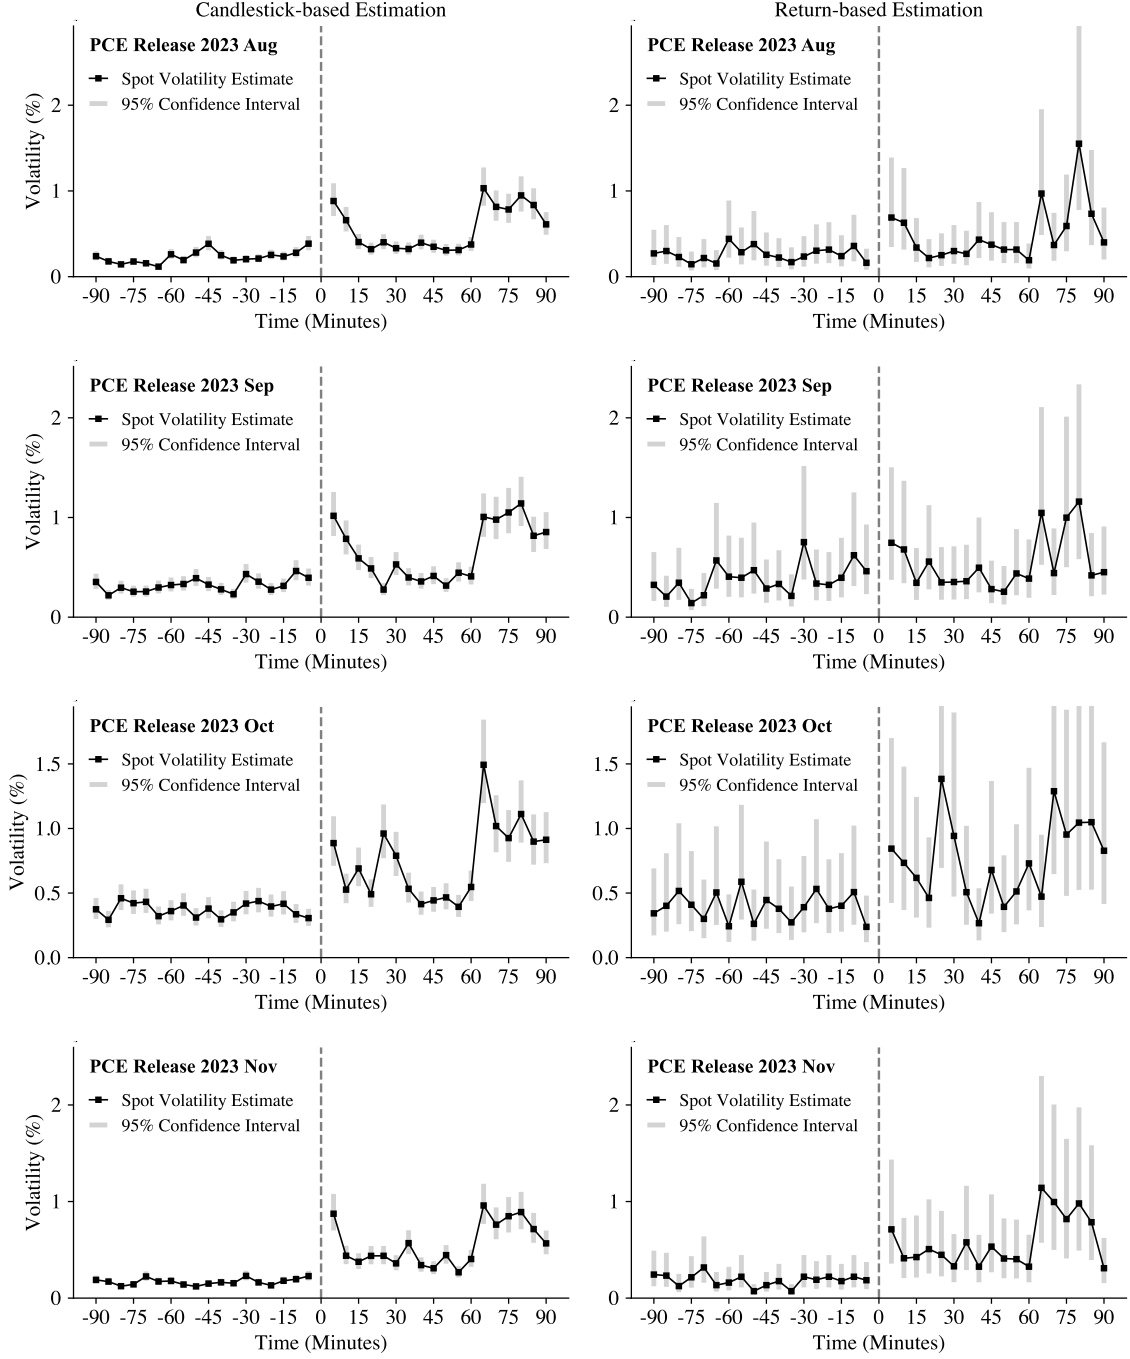 Candlestick-based Estimation
Return-based Estimation
PCE Release 2023 Aug
Spot Volatility Estimate
95% Confidence Interval
Volatility (%)
2
1
0
-90 -75 -60 -45 -30 -15 0 15 30 45 60 75 90
Time (Minutes)
PCE Release 2023 Aug
Spot Volatility Estimate
95% Confidence Interval
2
1
0
-90 -75 -60 -45 -30 -15 0 15 30 45 60 75 90
Time (Minutes)
PCE Release 2023 Sep
Spot Volatility Estimate
95% Confidence Interval
Volatility (%)
2
1
0
-90 -75 -60 -45 -30 -15 0 15 30 45 60 75 90
Time (Minutes)
PCE Release 2023 Sep
Spot Volatility Estimate
95% Confidence Interval
2
1
0
-90 -75 -60 -45 -30 -15 0 15 30 45 60 75 90
Time (Minutes)
PCE Release 2023 Oct
Spot Volatility Estimate
95% Confidence Interval
Volatility (%)
1.5
1.0
0.5
0.0
-90 -75 -60 -45 -30 -15 0 15 30 45 60 75 90
Time (Minutes)
PCE Release 2023 Oct
Spot Volatility Estimate
95% Confidence Interval
1.5
1.0
0.5
0.0
-90 -75 -60 -45 -30 -15 0 15 30 45 60 75 90
Time (Minutes)
PCE Release 2023 Nov
Spot Volatility Estimate
95% Confidence Interval
Volatility (%)
2
1
0
-90 -75 -60 -45 -30 -15 0 15 30 45 60 75 90
Time (Minutes)
PCE Release 2023 Nov
Spot Volatility Estimate
95% Confidence Interval
2
1
0
-90 -75 -60 -45 -30 -15 0 15 30 45 60 75 90
Time (Minutes)